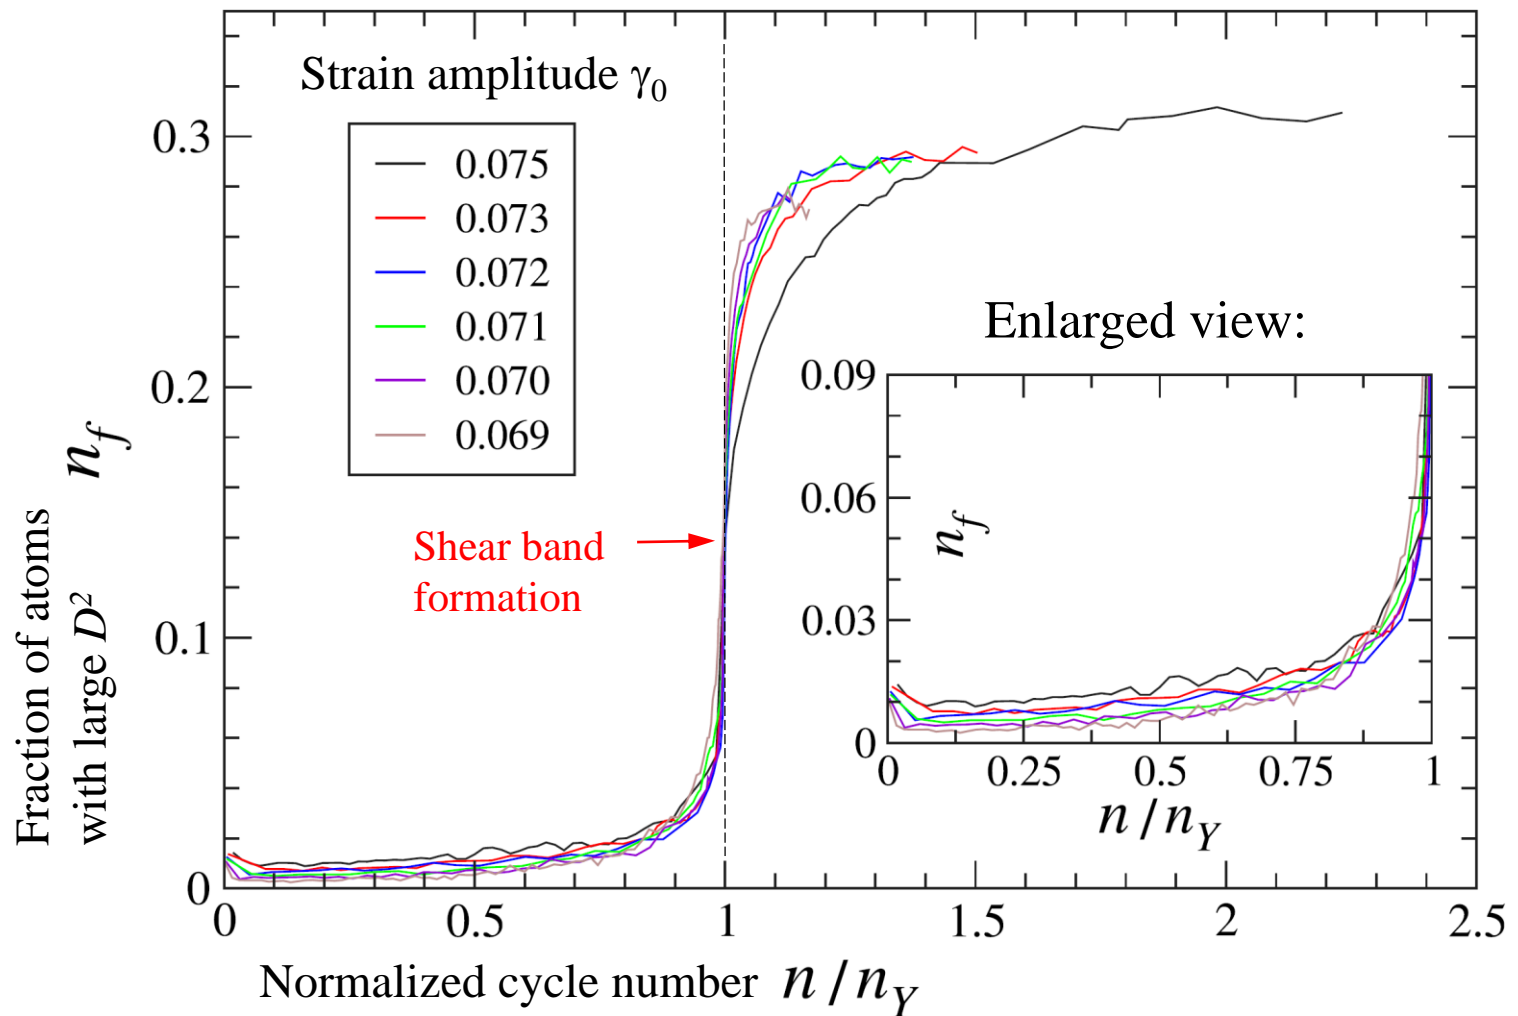 Strain amplitude γ₀
0.075
0.073
0.072
0.071
0.070
0.069
Shear band
formation
Fraction of atoms
with large D²
n_f
0.3
0.2
0.1
0
0
0.5
1
1.5
2
2.5
Normalized cycle number n/n_Y
Enlarged view:
0.09
0.06
0.03
0
n_f
0
0.25
0.5
0.75
1
n/n_Y